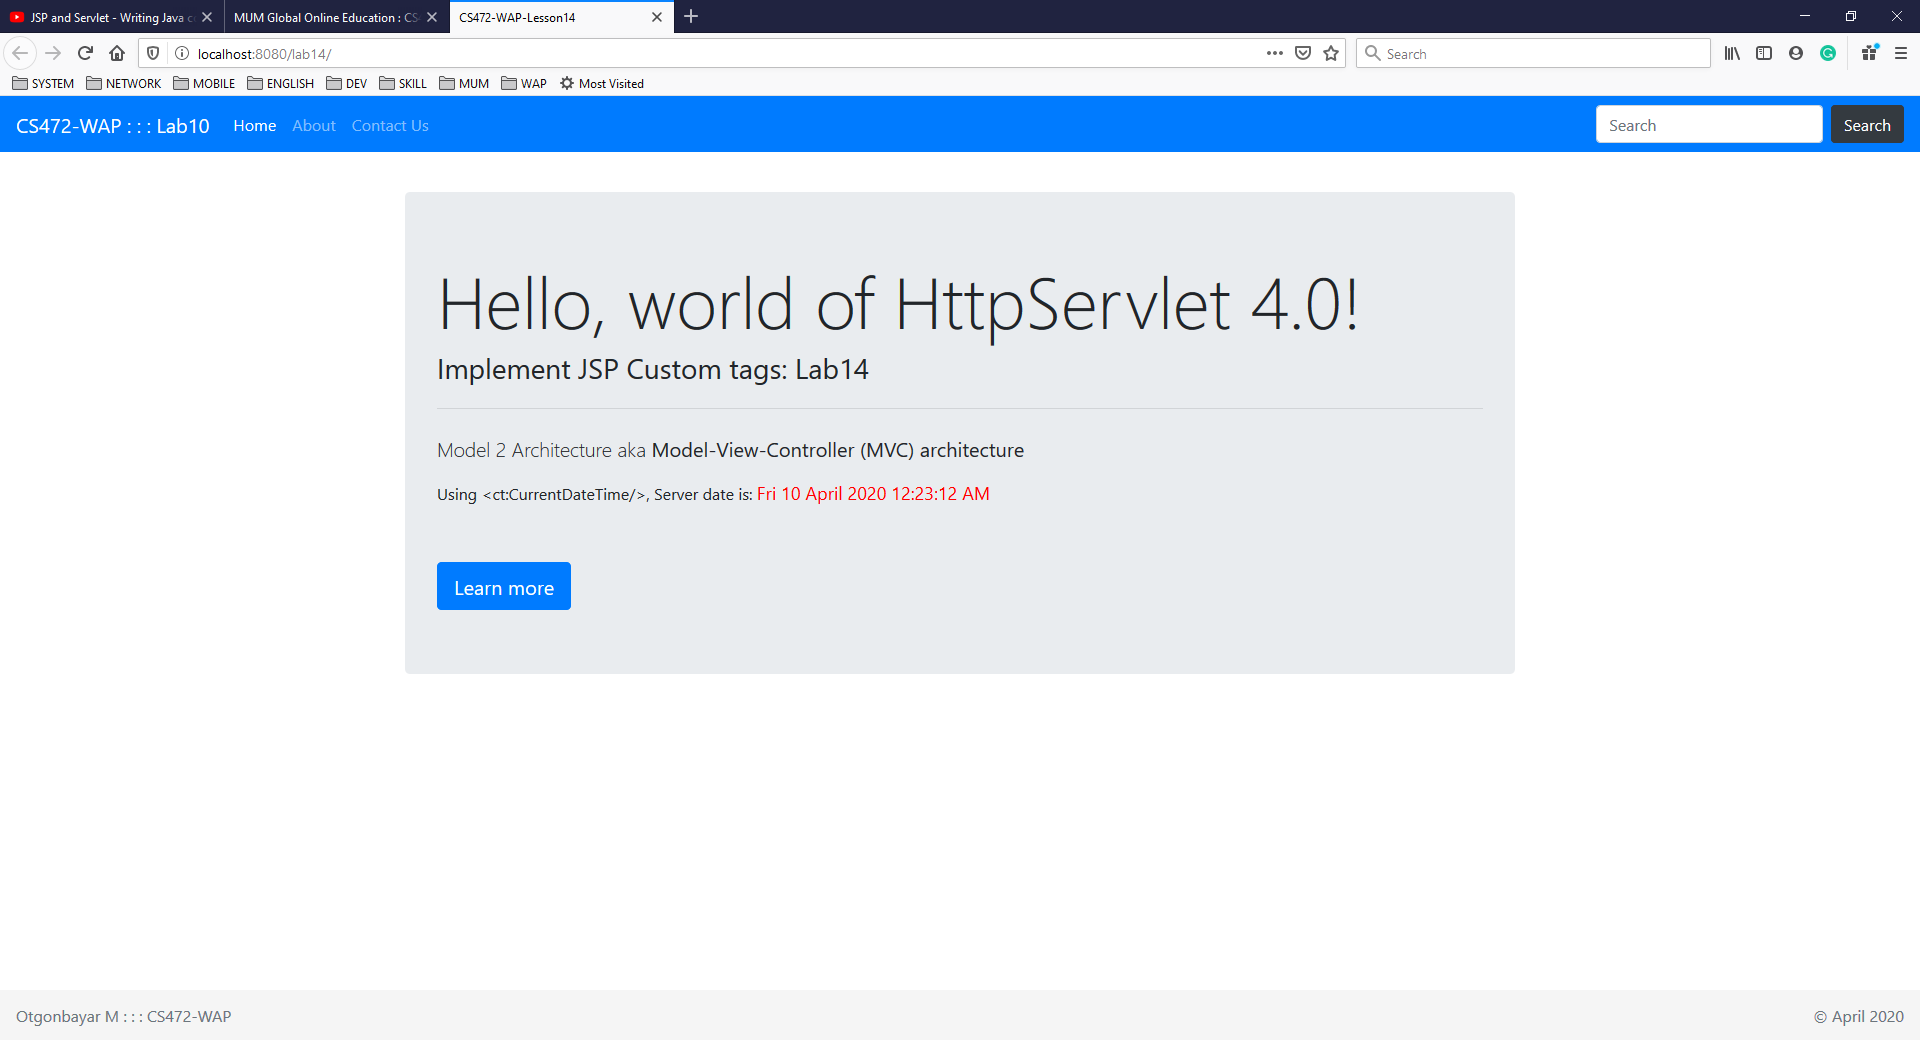 JSP and Servlet - Writing Java c
MUM Global Online Education : CS
CS472-WAP-Lesson14
localhost:8080/lab14/
Search
SYSTEM NETWORK MOBILE ENGLISH DEV SKILL MUM WAP Most Visited
CS472-WAP : : : Lab10 Home About Contact Us Search Search
Hello, world of HttpServlet 4.0!
Implement JSP Custom tags: Lab14
Model 2 Architecture aka Model-View-Controller (MVC) architecture
Using <ct:CurrentDateTime/>, Server date is: Fri 10 April 2020 12:23:12 AM
Learn more
Otgonbayar M : : : CS472-WAP © April 2020